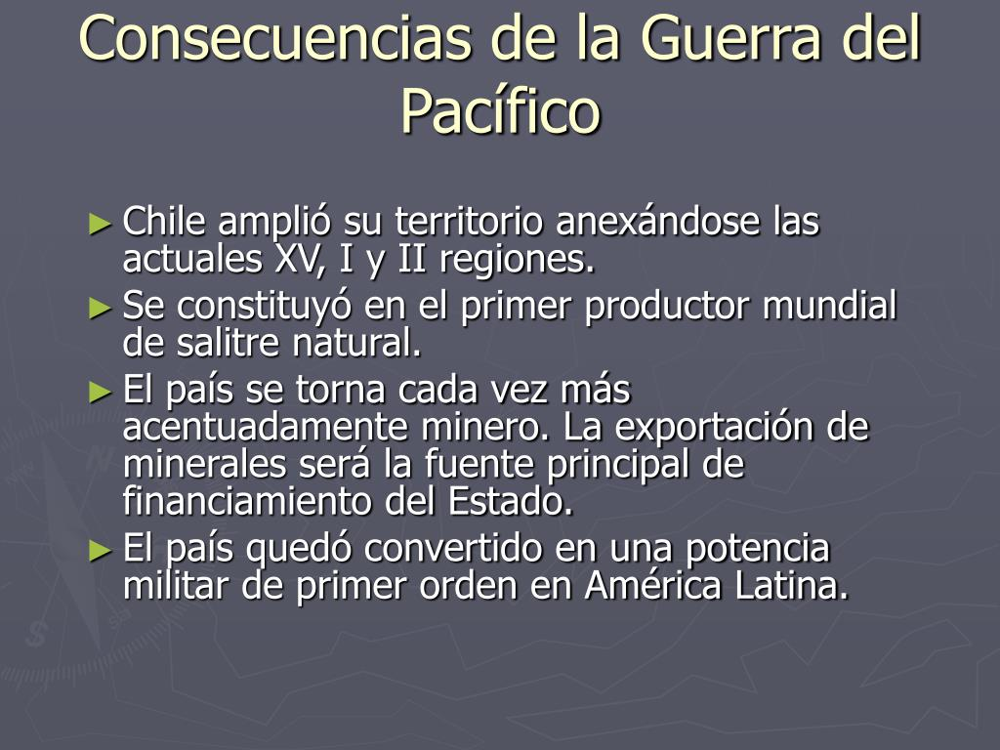 Consecuencias de la Guerra del
Pacífico
► Chile amplió su territorio anexándose las
actuales XV, I y II regiones.
► Se constituyó en el primer productor mundial
de salitre natural.
► El país se torna cada vez más
acentuadamente minero. La exportación de
minerales será la fuente principal de
financiamiento del Estado.
► El país quedó convertido en una potencia
militar de primer orden en América Latina.
N
S